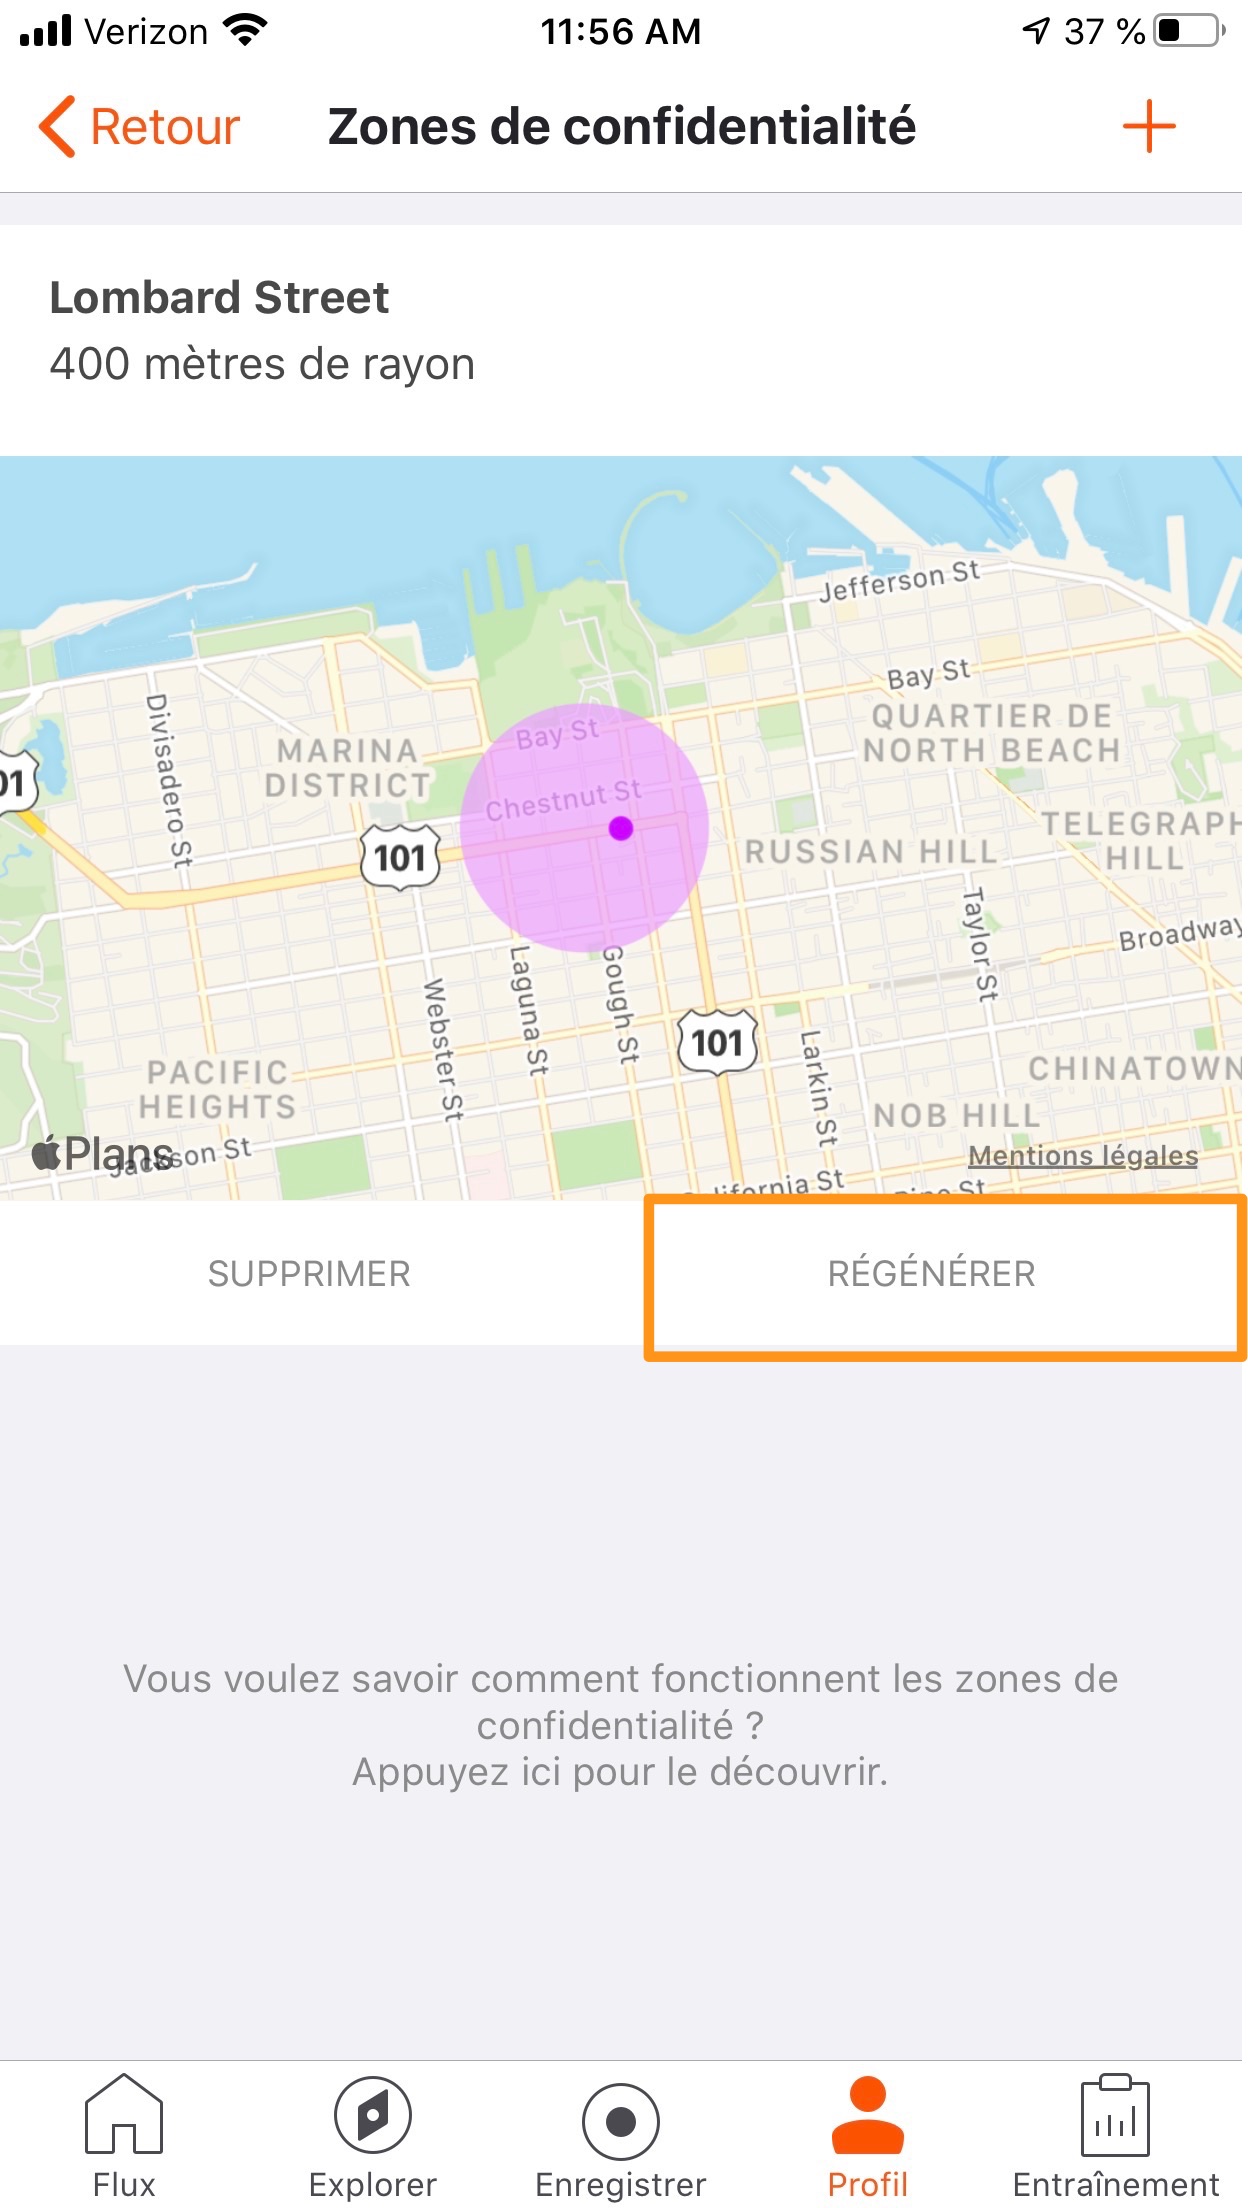 Verizon
11:56 AM
37 %
Retour
Zones de confidentialité
Lombard Street
400 mètres de rayon
Jefferson St
Bay St
QUARTIER DE
NORTH BEACH
Divisadero St
MARINA
DISTRICT
Bay St
Chestnut St
01
101
RUSSIAN HILL
TELEGRAPH
HILL
Taylor St
Broadway
Laguna St
Gough St
Webster St
101
Larkin St
CHINATOWN
PACIFIC
HEIGHTS
NOB HILL
Plans
Jackson St
Mentions légales
ifornia St
SUPPRIMER
RÉGÉNÉRER
Vous voulez savoir comment fonctionnent les zones de
confidentialité ?
Appuyez ici pour le découvrir.
Flux
Explorer
Enregistrer
Profil
Entraînement